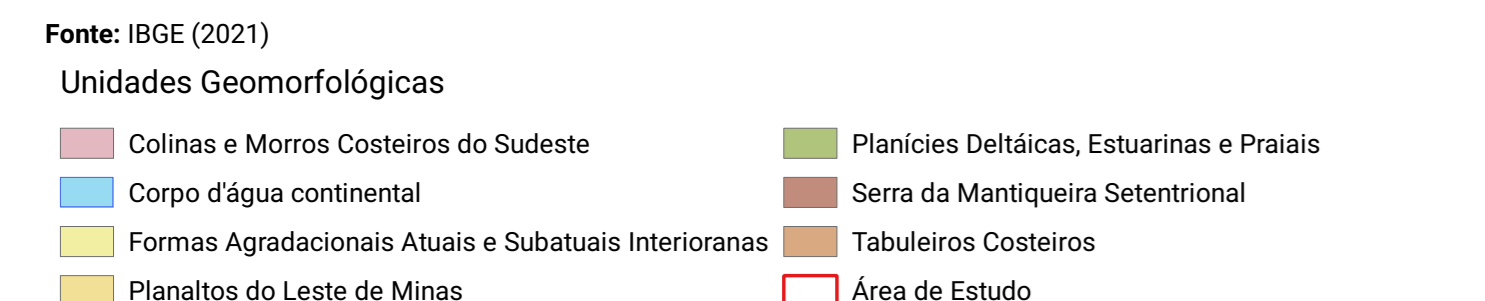 Fonte: IBGE (2021)
Unidades Geomorfológicas
Colinas e Morros Costeiros do Sudeste
Corpo d'água continental
Formas Agradacionais Atuais e Subatuais Interioranas
Planaltos do Leste de Minas
Planícies Deltáicas, Estuarinas e Praiais
Serra da Mantiqueira Setentrional
Tabuleiros Costeiros
Área de Estudo